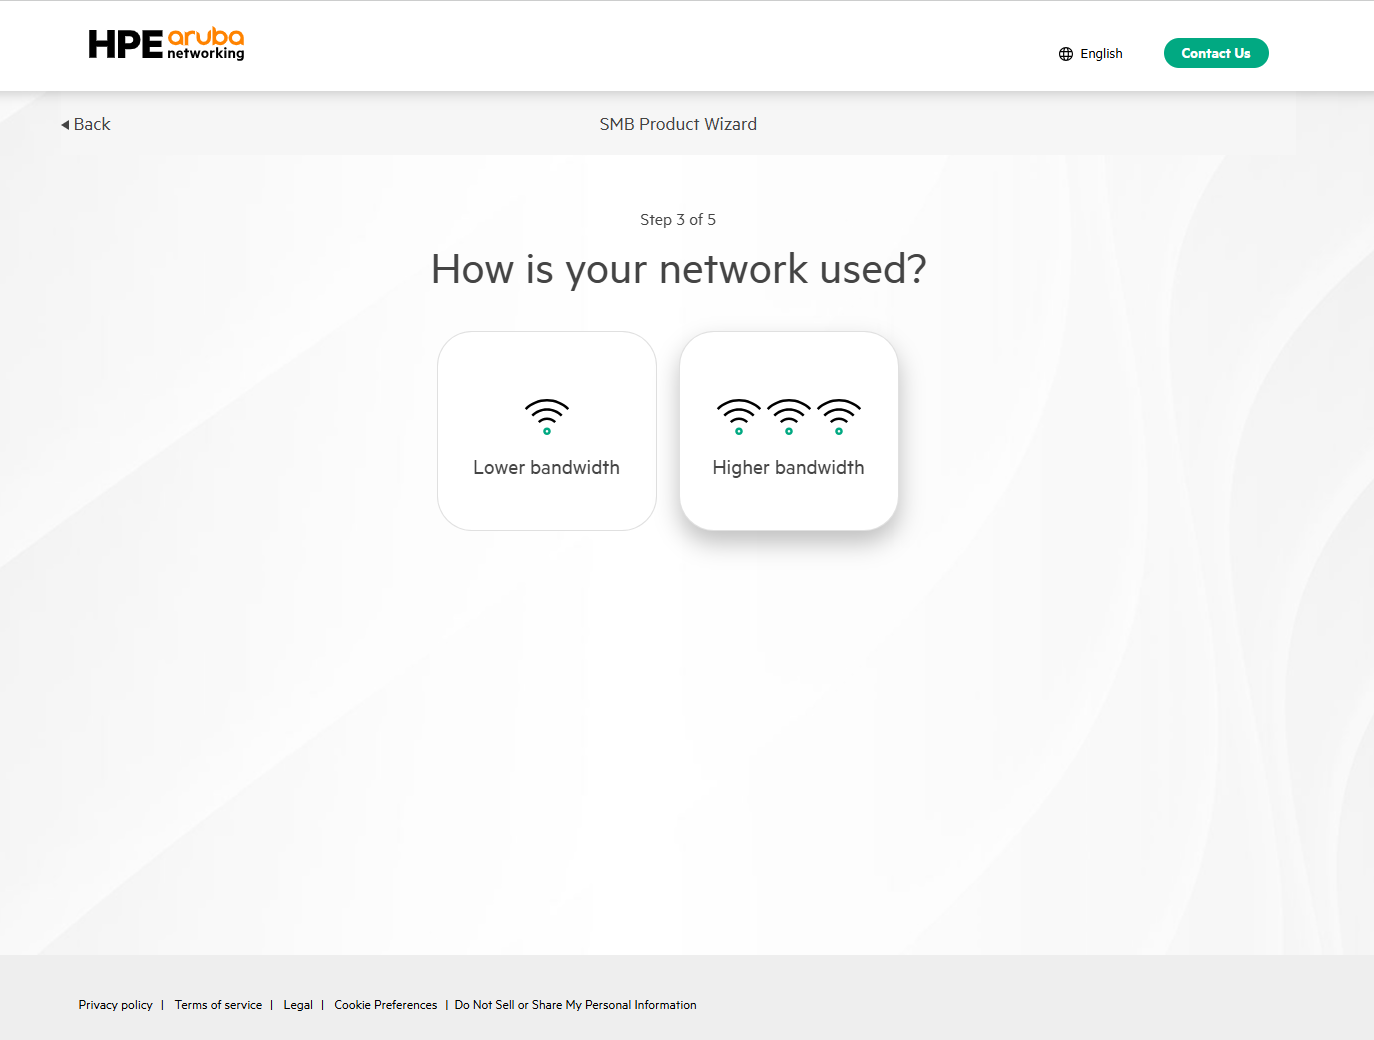 HPE aruba networking
English
Contact Us
Back
SMB Product Wizard
Step 3 of 5
How is your network used?
Lower bandwidth
Higher bandwidth
Privacy policy | Terms of service | Legal | Cookie Preferences | Do Not Sell or Share My Personal Information